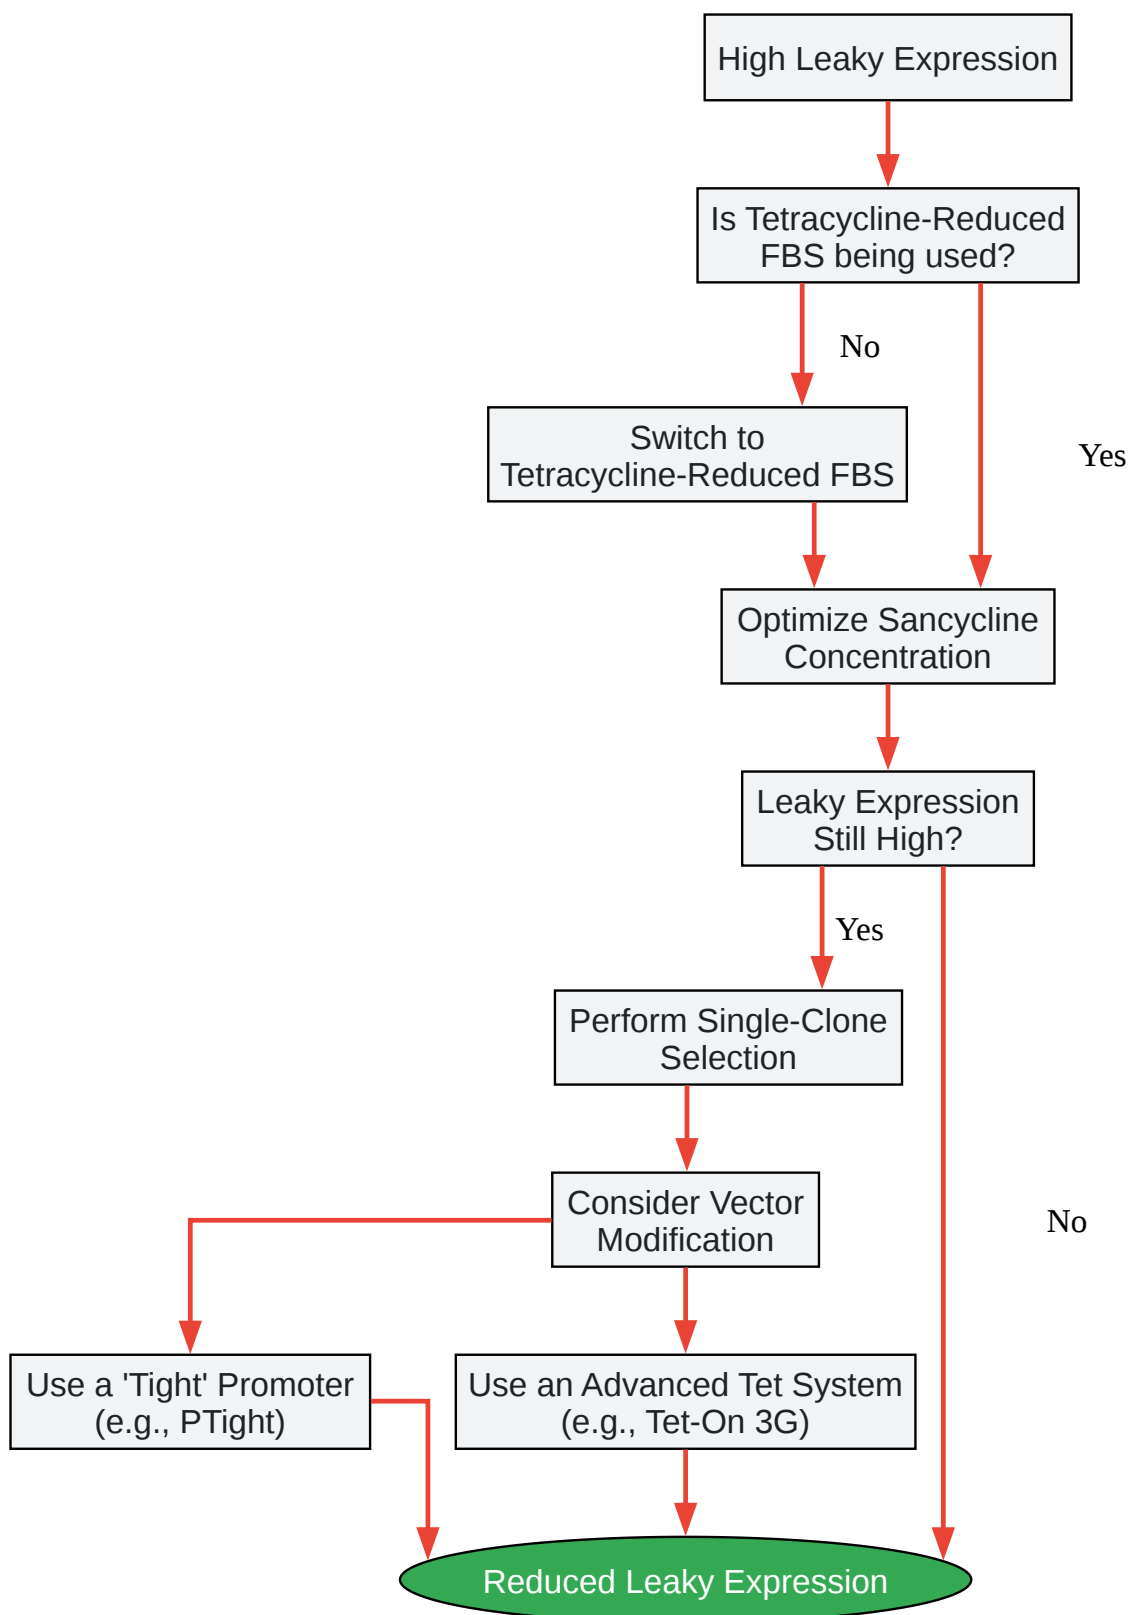 High Leaky Expression
Is Tetracycline-Reduced
FBS being used?
No
Yes
Switch to
Tetracycline-Reduced FBS
Optimize Sancycline
Concentration
Leaky Expression
Still High?
Yes
Perform Single-Clone
Selection
Consider Vector
Modification
No
Use a 'Tight' Promoter
(e.g., PTight)
Use an Advanced Tet System
(e.g., Tet-On 3G)
Reduced Leaky Expression